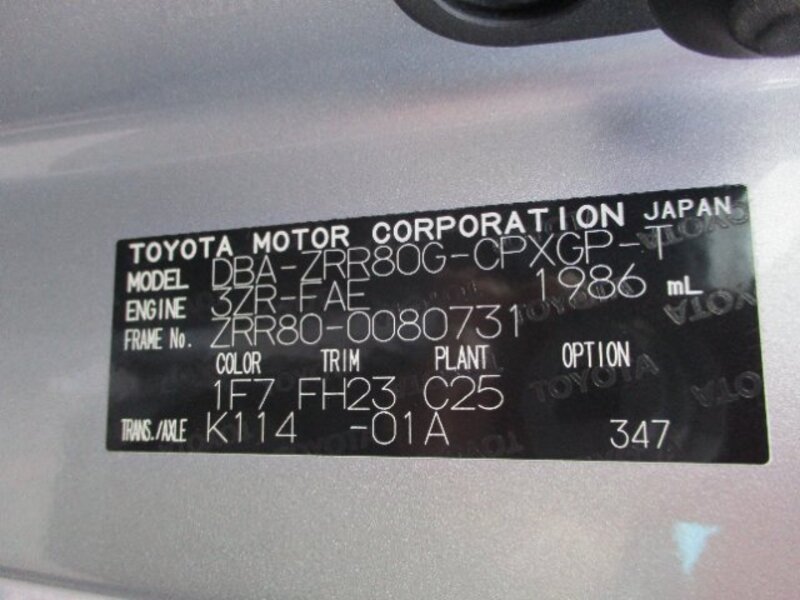 TOYOTA MOTOR CORPORATION JAPAN
MODEL DBA-ZRR80G-CPXGP-T
ENGINE 3ZR-FAE 1986 mL
FRAME No. ZRR80-0080731
COLOR TRIM PLANT OPTION
1F7 FH23 C25
TRANS./AXLE K114 -01A 347